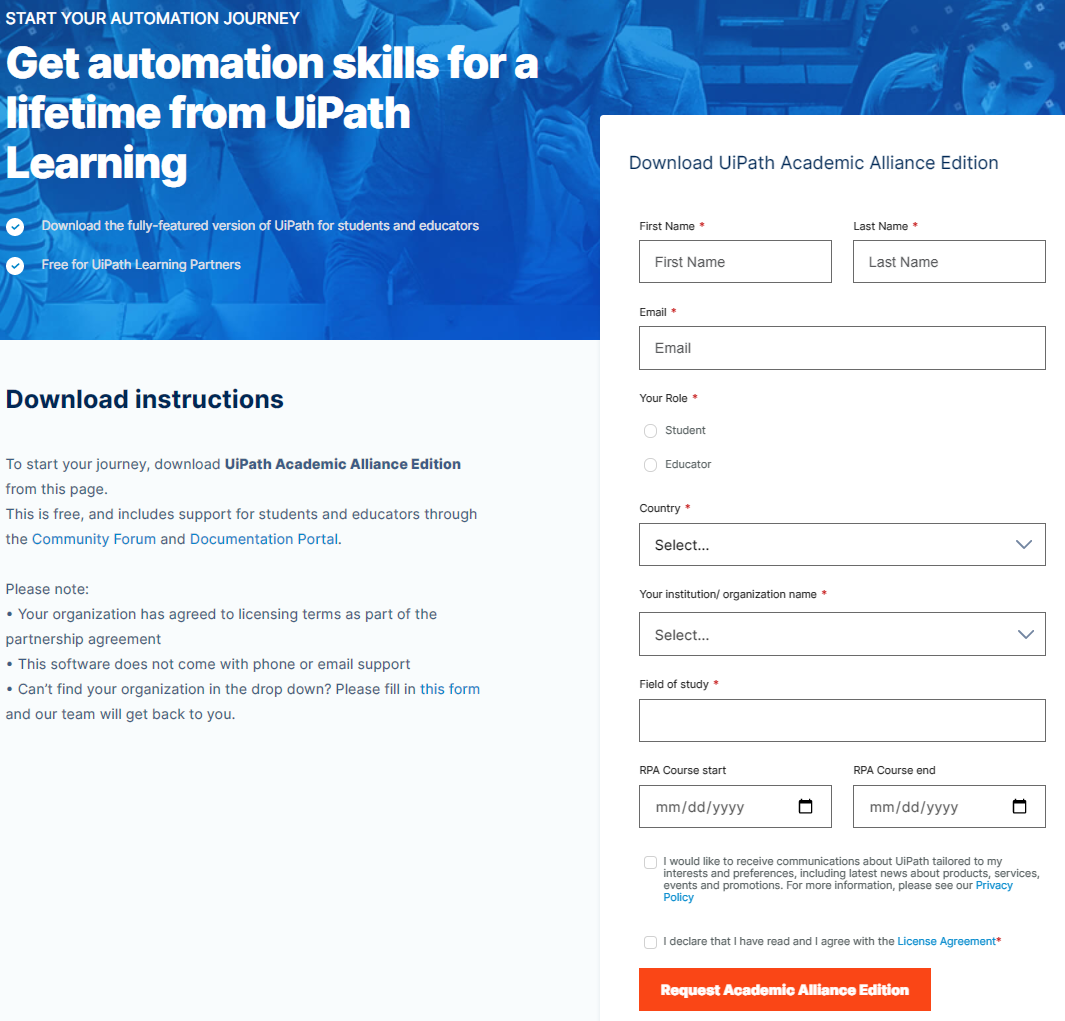 START YOUR AUTOMATION JOURNEY
Get automation skills for a
lifetime from UiPath
Learning
Download the fully-featured version of UiPath for students and educators
Free for UiPath Learning Partners
Download instructions
To start your journey, download UiPath Academic Alliance Edition
from this page.
This is free, and includes support for students and educators through
the Community Forum and Documentation Portal.
Please note:
• Your organization has agreed to licensing terms as part of the
partnership agreement
• This software does not come with phone or email support
• Can’t find your organization in the drop down? Please fill in this form
and our team will get back to you.
Download UiPath Academic Alliance Edition
First Name *
Last Name *
First Name
Last Name
Email *
Email
Your Role *
Student
Educator
Country *
Select...
Your institution/ organization name *
Select...
Field of study *
RPA Course start
RPA Course end
mm/dd/yyyy
mm/dd/yyyy
I would like to receive communications about UiPath tailored to my
interests and preferences, including latest news about products, services,
events and promotions. For more information, please see our Privacy
Policy
I declare that I have read and I agree with the License Agreement*
Request Academic Alliance Edition